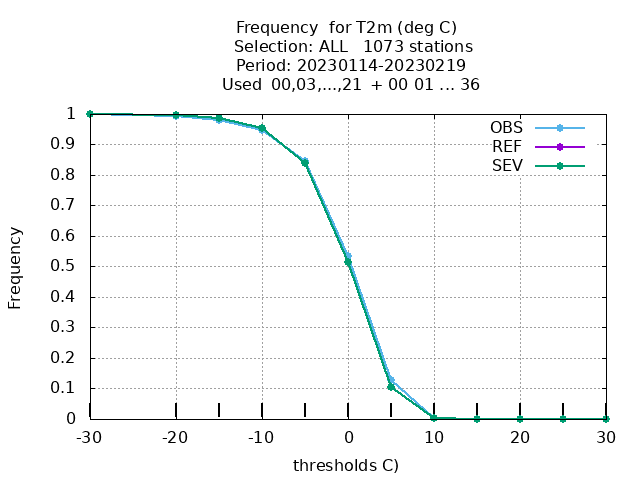 Frequency  for T2m (deg C)
Selection: ALL   1073 stations
Period: 20230114-20230219
Used  00,03,...,21  + 00 01 ... 36
OBS
REF
SEV
1
0.9
0.8
0.7
0.6
0.5
0.4
0.3
0.2
0.1
0
Frequency
-30 -20 -10 0 10 20 30
thresholds C)